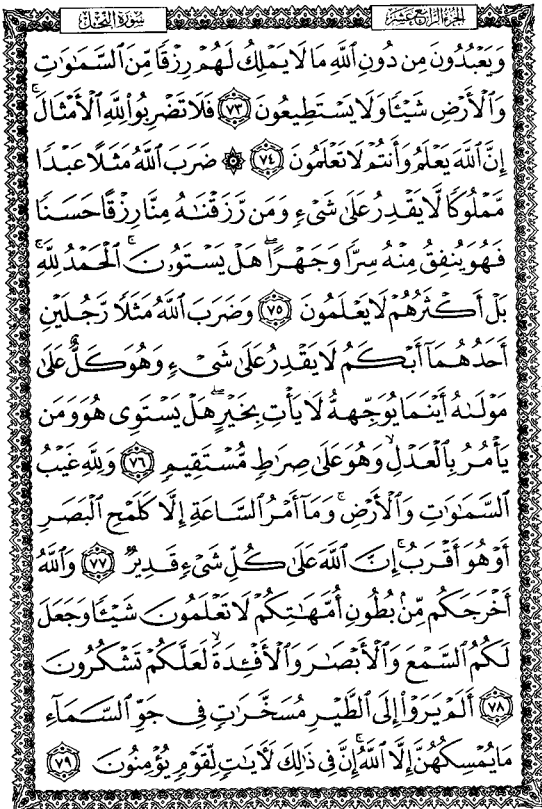 سُورَةُ النَّحْلِ
الجزء الرابع عشر
وَيَعْبُدُونَ مِن دُونِ ٱللَّهِ مَا لَا يَمْلِكُ لَهُمْ رِزْقًا مِّنَ ٱلسَّمَٰوَٰتِ
وَٱلْأَرْضِ شَيْـًٔا وَلَا يَسْتَطِيعُونَ ٧٣ فَلَا تَضْرِبُوا۟ لِلَّهِ ٱلْأَمْثَالَ ۚ
إِنَّ ٱللَّهَ يَعْلَمُ وَأَنتُمْ لَا تَعْلَمُونَ ٧٤ ۞ ضَرَبَ ٱللَّهُ مَثَلًا عَبْدًا
مَّمْلُوكًا لَّا يَقْدِرُ عَلَىٰ شَىْءٍ وَمَن رَّزَقْنَٰهُ مِنَّا رِزْقًا حَسَنًا
فَهُوَ يُنفِقُ مِنْهُ سِرًّا وَجَهْرًا ۖ هَلْ يَسْتَوُۥنَ ۚ ٱلْحَمْدُ لِلَّهِ ۚ
بَلْ أَكْثَرُهُمْ لَا يَعْلَمُونَ ٧٥ وَضَرَبَ ٱللَّهُ مَثَلًا رَّجُلَيْنِ
أَحَدُهُمَآ أَبْكَمُ لَا يَقْدِرُ عَلَىٰ شَىْءٍ وَهُوَ كَلٌّ عَلَىٰ
مَوْلَىٰهُ أَيْنَمَا يُوَجِّههُّ لَا يَأْتِ بِخَيْرٍ ۖ هَلْ يَسْتَوِى هُوَ وَمَن
يَأْمُرُ بِٱلْعَدْلِ ۙ وَهُوَ عَلَىٰ صِرَٰطٍ مُّسْتَقِيمٍ ٧٦ وَلِلَّهِ غَيْبُ
ٱلسَّمَٰوَٰتِ وَٱلْأَرْضِ ۚ وَمَآ أَمْرُ ٱلسَّاعَةِ إِلَّا كَلَمْحِ ٱلْبَصَرِ
أَوْ هُوَ أَقْرَبُ ۚ إِنَّ ٱللَّهَ عَلَىٰ كُلِّ شَىْءٍ قَدِيرٌ ٧٧ وَٱللَّهُ
أَخْرَجَكُم مِّنۢ بُطُونِ أُمَّهَٰتِكُمْ لَا تَعْلَمُونَ شَيْـًٔا وَجَعَلَ
لَكُمُ ٱلسَّمْعَ وَٱلْأَبْصَٰرَ وَٱلْأَفْـِٔدَةَ ۙ لَعَلَّكُمْ تَشْكُرُونَ
٧٨ أَلَمْ يَرَوْا۟ إِلَى ٱلطَّيْرِ مُسَخَّرَٰتٍ فِى جَوِّ ٱلسَّمَآءِ
مَا يُمْسِكُهُنَّ إِلَّا ٱللَّهُ ۗ إِنَّ فِى ذَٰلِكَ لَءَايَٰتٍ لِّقَوْمٍ يُؤْمِنُونَ ٧٩